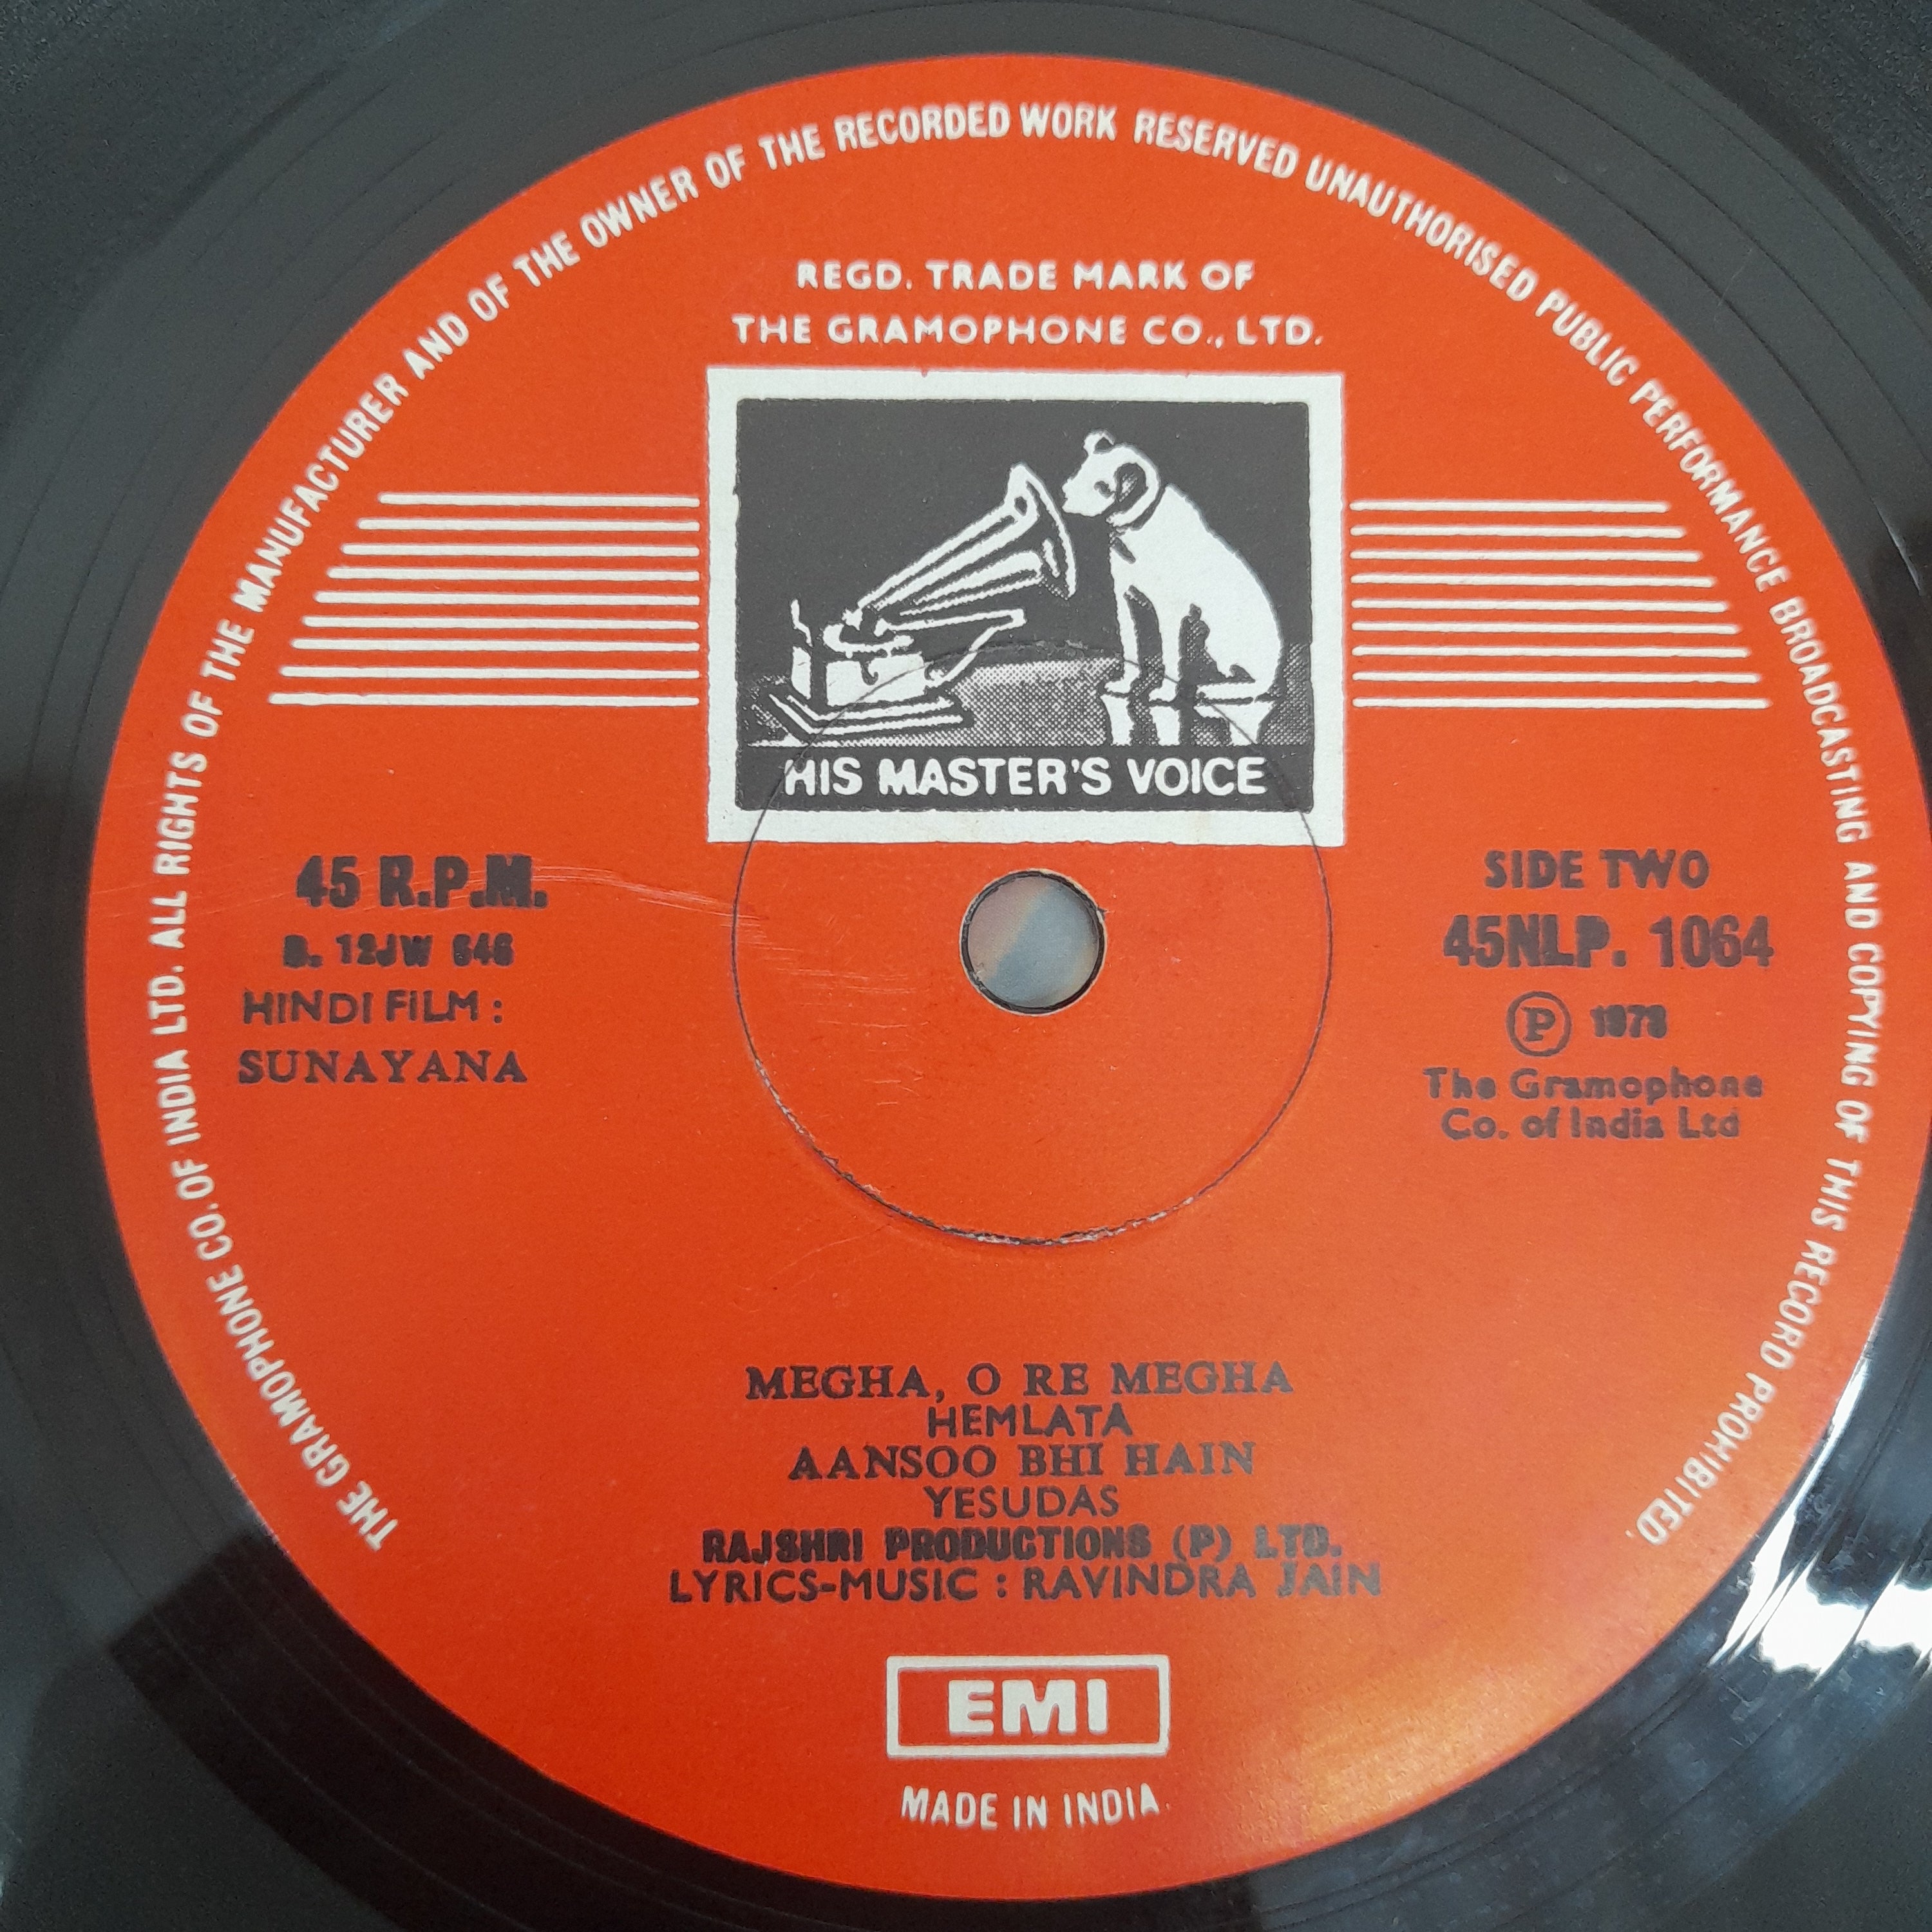 THE GRAMOPHONE CO. OF INDIA LTD. ALL RIGHTS OF THE MANUFACTURER AND OF THE OWNER OF THE RECORDED WORK RESERVED UNAUTHORISED PUBLIC PERFORMANCE BROADCASTING AND COPYING OF THIS RECORD PROHIBITED.
REGD. TRADE MARK OF
THE GRAMOPHONE CO., LTD.
HIS MASTER'S VOICE
45 R.P.M.
B. 12JW 646
HINDI FILM :
SUNAYANA
SIDE TWO
45NLP. 1064
Ⓟ 1978
The Gramophone
Co. of India Ltd
MEGHA, O RE MEGHA
HEMLATA
AANSOO BHI HAIN
YESUDAS
RAJSHRI PRODUCTIONS (P) LTD.
LYRICS-MUSIC : RAVINDRA JAIN
EMI
MADE IN INDIA